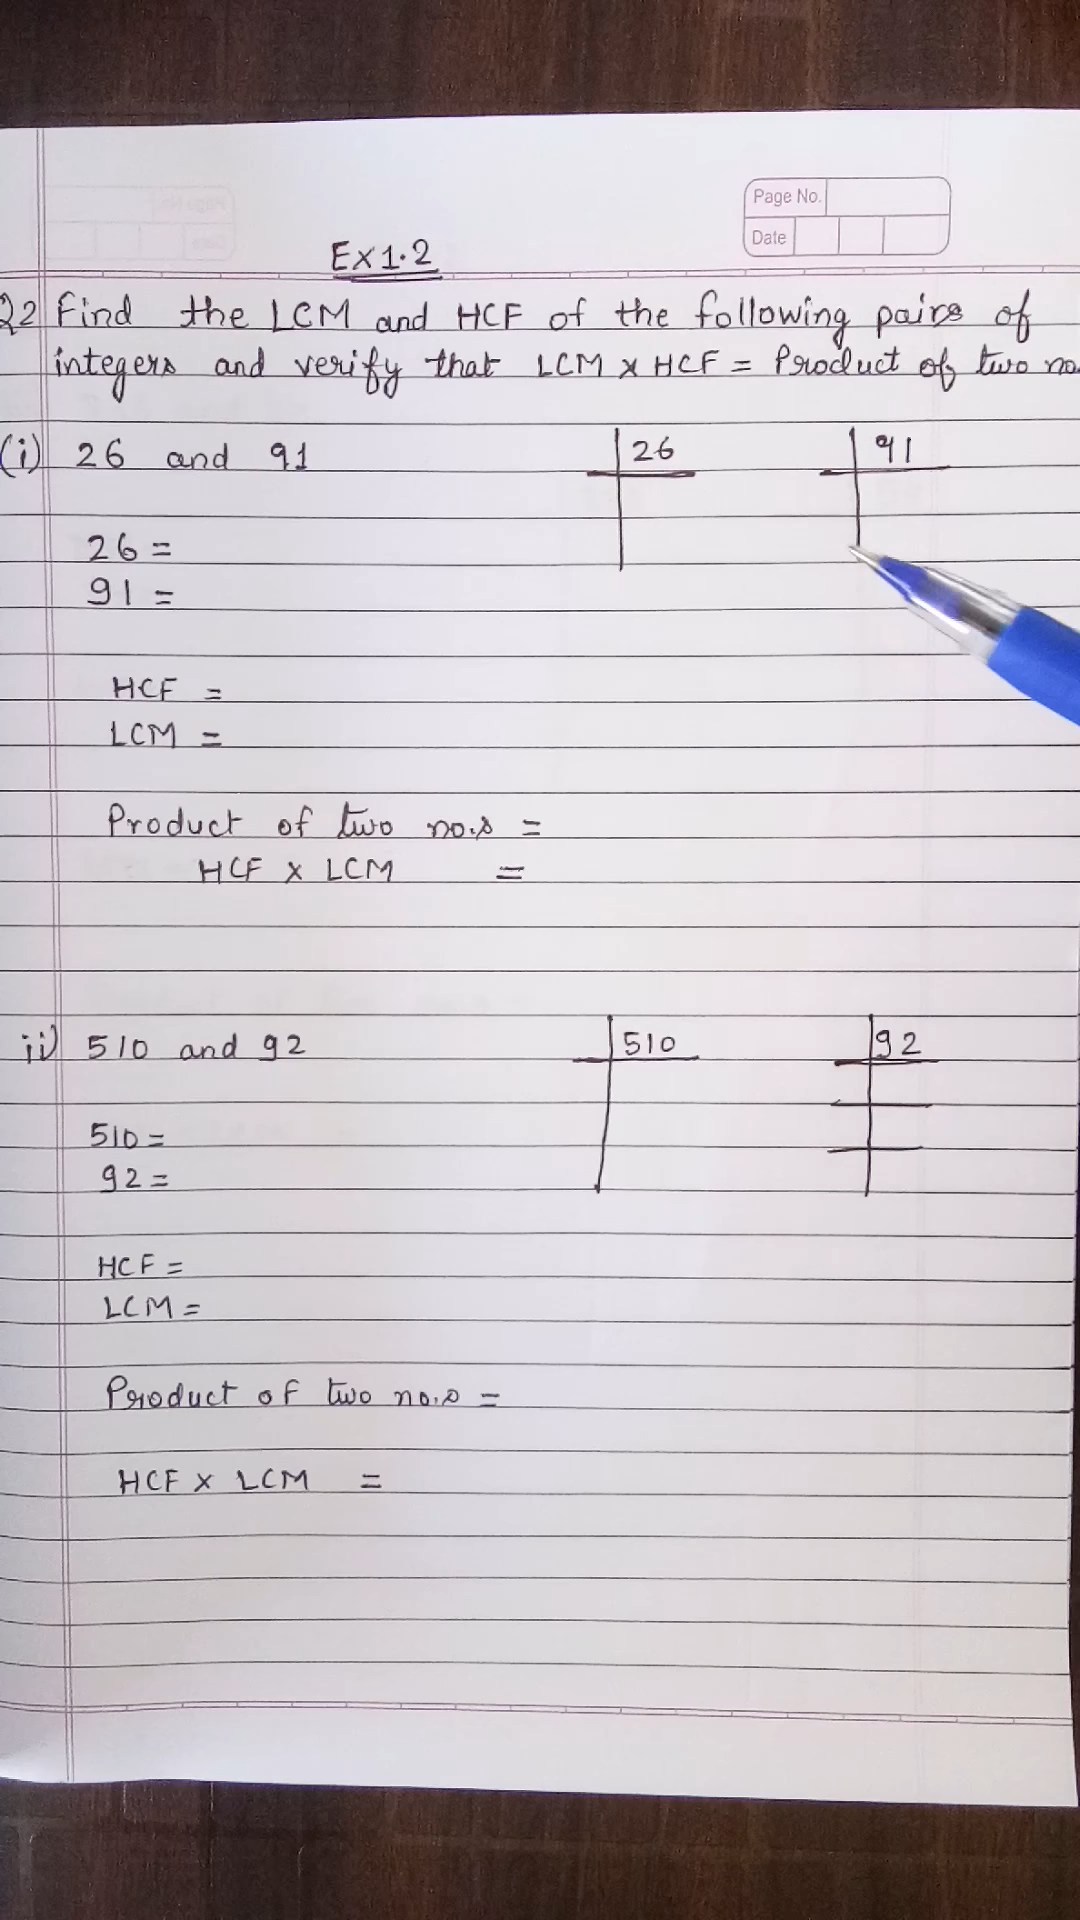 Page No.
Date
Ex 1.2
Q2 Find the LCM and HCF of the following pairs of
integers and verify that LCM x HCF = Product of two no.
(i) 26 and 91
26
91
26 =
91 =
HCF =
LCM =
Product of two no.s =
HCF x LCM =
ii) 510 and 92
510
92
510 =
92 =
HCF =
LCM =
Product of two no.s =
HCF x LCM =